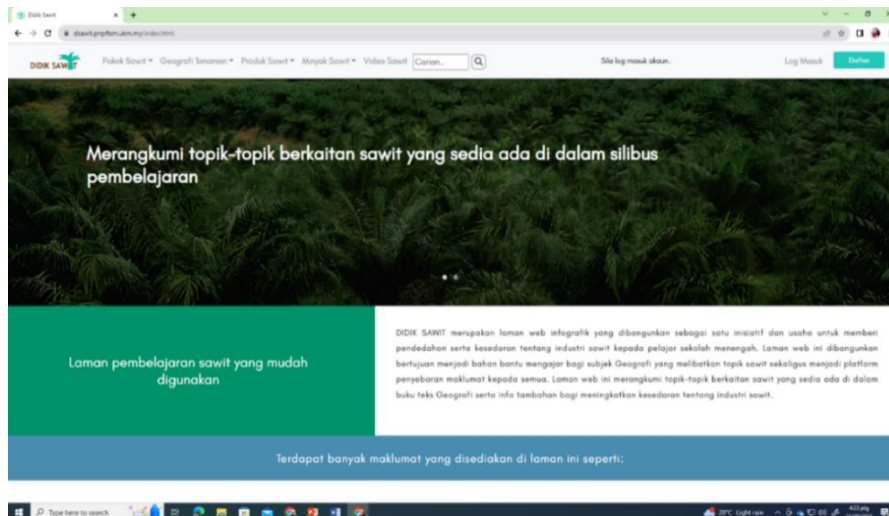 Didik Sawit
dsawit.pnpftsm.ukm.my/index.html
DIDIK SAWIT
Pokok Sawit
Geografi Tanaman
Produk Sawit
Minyak Sawit
Video Sawit
Carian..
Sila log masuk akaun.
Log Masuk
Daftar
Merangkumi topik-topik berkaitan sawit yang sedia ada di dalam silibus
pembelajaran
Laman pembelajaran sawit yang mudah
digunakan
DIDIK SAWIT merupakan laman web infografik yang dibangunkan sebagai satu inisiatif dan usaha untuk memberi
pendedahan serta kesedaran tentang industri sawit kepada pelajar sekolah menengah. Laman web ini dibangunkan
bertujuan menjadi bahan bantu mengajar bagi subjek Geografi yang melibatkan topik sawit sekaligus menjadi platform
penyebaran maklumat kepada semua. Laman web ini merangkumi topik-topik berkaitan sawit yang sedia ada di dalam
buku teks Geografi serta info tambahan bagi meningkatkan kesedaran tentang industri sawit.
Terdapat banyak maklumat yang disediakan di laman ini seperti:
Type here to search
28°C Light rain
4:23 ptg